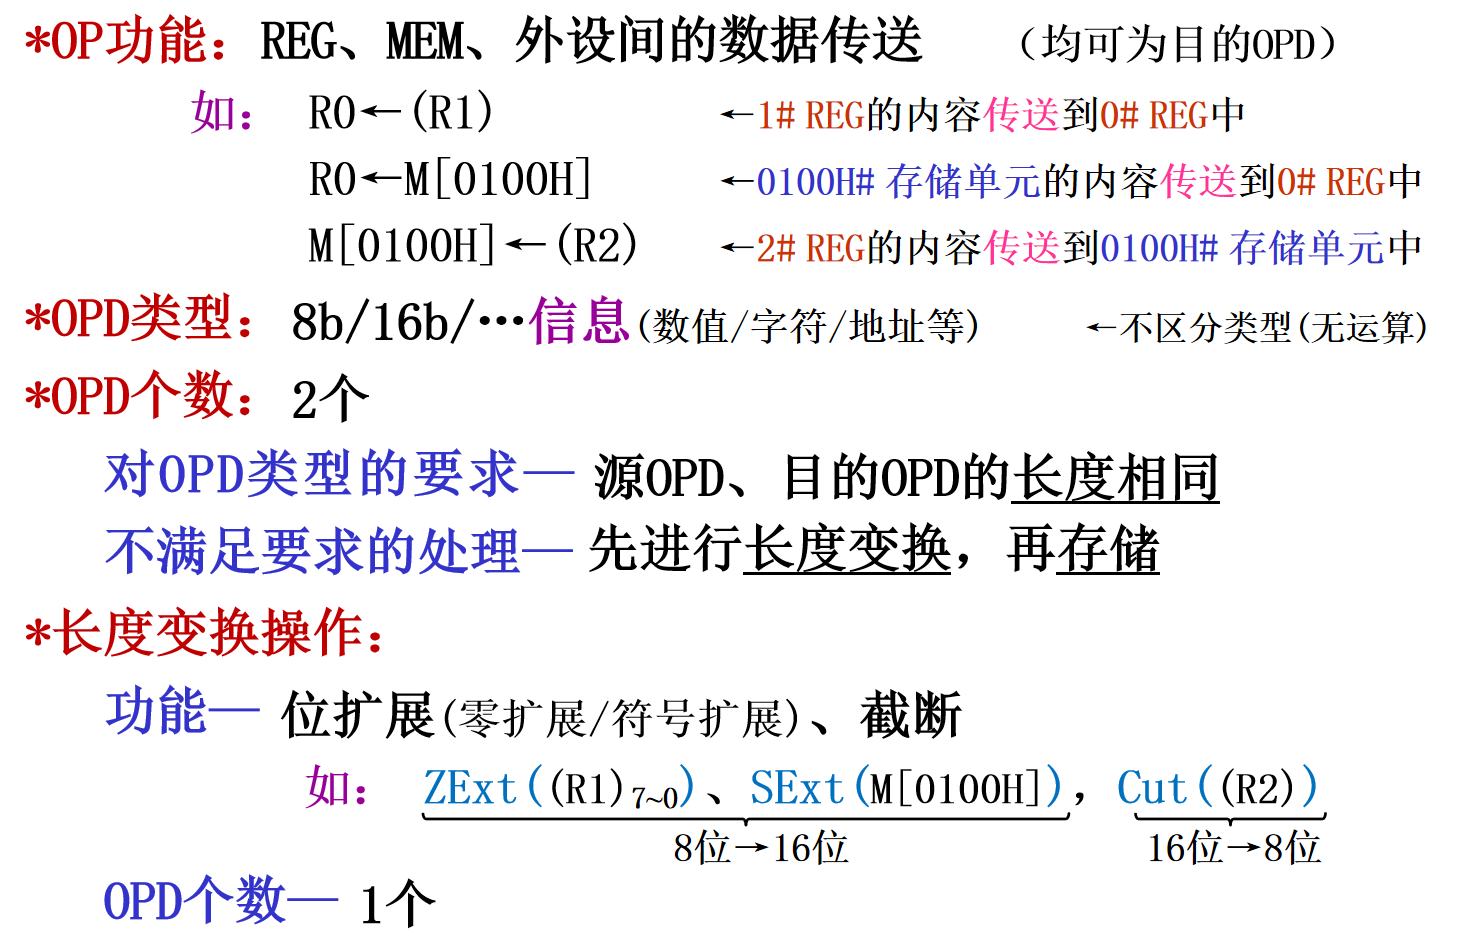 *OP功能：REG、MEM、外设间的数据传送 （均可为目的OPD）
如： R0←(R1) ←1# REG的内容传送到0# REG中
R0←M[0100H] ←0100H# 存储单元的内容传送到0# REG中
M[0100H]←(R2) ←2# REG的内容传送到0100H# 存储单元中
*OPD类型：8b/16b/…信息(数值/字符/地址等) ←不区分类型(无运算)
*OPD个数：2个
对OPD类型的要求— 源OPD、目的OPD的长度相同
不满足要求的处理— 先进行长度变换，再存储
*长度变换操作：
功能— 位扩展(零扩展/符号扩展)、截断
如： ZExt((R1)7~0)、SExt(M[0100H])，Cut((R2))
8位→16位 16位→8位
OPD个数— 1个